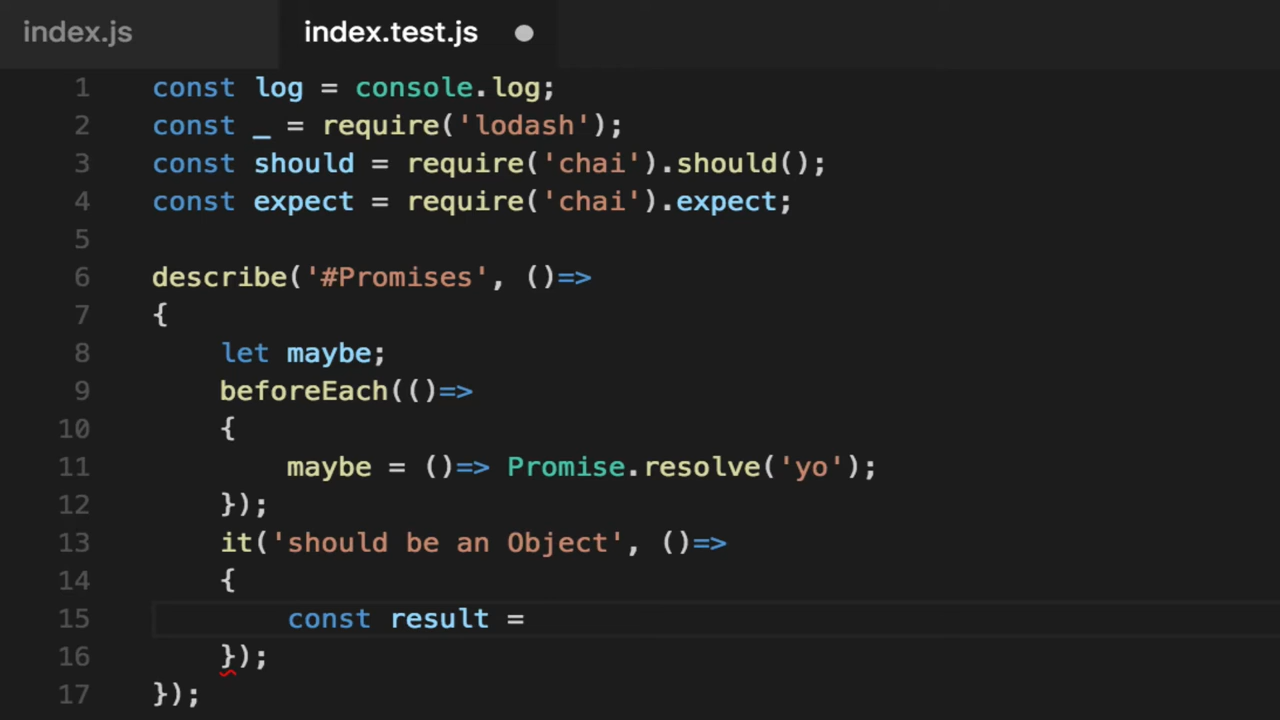 index.js
index.test.js
1 const log = console.log;
2 const _ = require('lodash');
3 const should = require('chai').should();
4 const expect = require('chai').expect;
5
6 describe('#Promises', ()=>
7 {
8 let maybe;
9 beforeEach(()=>
10 {
11 maybe = ()=> Promise.resolve('yo');
12 });
13 it('should be an Object', ()=>
14 {
15 const result =
16 });
17 });